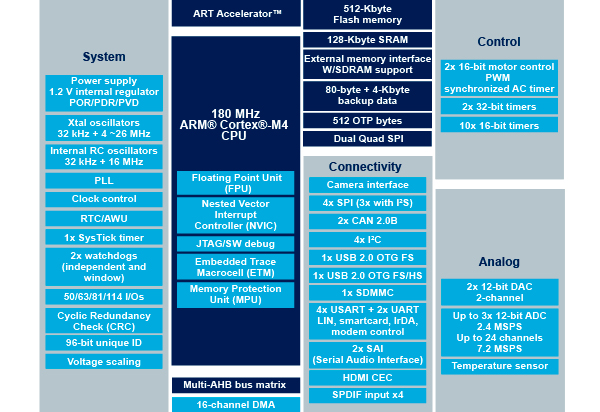 System
Power supply
1.2 V internal regulator
POR/PDR/PVD
Xtal oscillators
32 kHz + 4 ~26 MHz
Internal RC oscillators
32 kHz + 16 MHz
PLL
Clock control
RTC/AWU
1x SysTick timer
2x watchdogs
(independent and
window)
50/63/81/114 I/Os
Cyclic Redundancy
Check (CRC)
96-bit unique ID
Voltage scaling
ART Accelerator™
180 MHz
ARM® Cortex®-M4
CPU
Floating Point Unit
(FPU)
Nested Vector
Interrupt
Controller (NVIC)
JTAG/SW debug
Embedded Trace
Macrocell (ETM)
Memory Protection
Unit (MPU)
Multi-AHB bus matrix
16-channel DMA
512-Kbyte
Flash memory
128-Kbyte SRAM
External memory interface
W/SDRAM support
80-byte + 4-Kbyte
backup data
512 OTP bytes
Dual Quad SPI
Connectivity
Camera interface
4x SPI (3x with I²S)
2x CAN 2.0B
4x I²C
1x USB 2.0 OTG FS
1x USB 2.0 OTG FS/HS
1x SDMMC
4x USART + 2x UART
LIN, smartcard, IrDA,
modem control
2x SAI
(Serial Audio Interface)
HDMI CEC
SPDIF input x4
Control
2x 16-bit motor control
PWM
synchronized AC timer
2x 32-bit timers
10x 16-bit timers
Analog
2x 12-bit DAC
2-channel
Up to 3x 12-bit ADC
2.4 MSPS
Up to 24 channels
7.2 MSPS
Temperature sensor